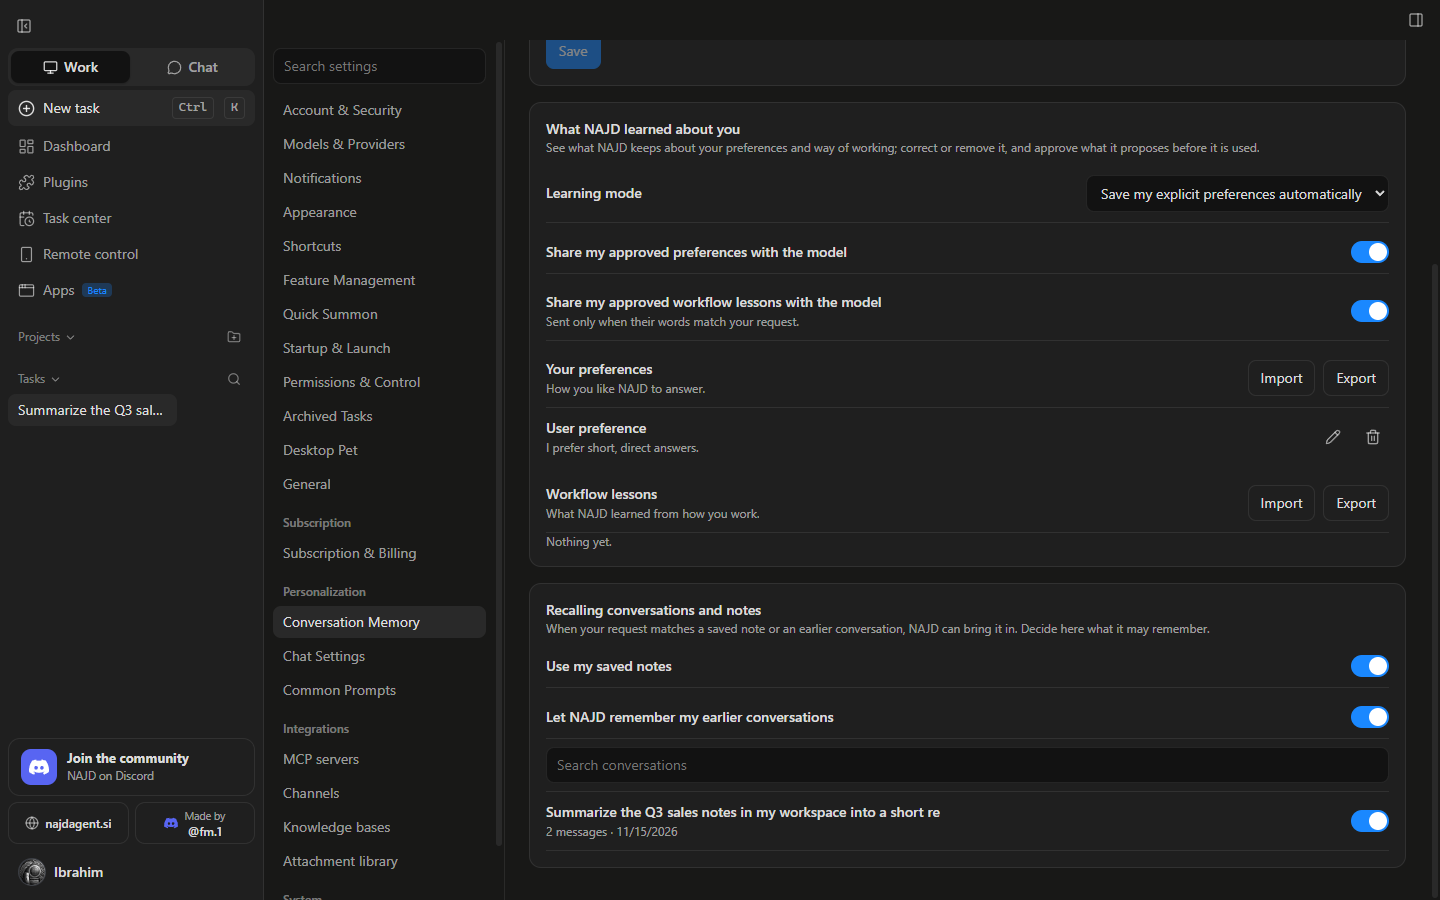 Work
Chat
New task
Ctrl
K
Dashboard
Plugins
Task center
Remote control
Apps
Beta
Projects
Tasks
Summarize the Q3 sal...
Join the community
NAJD on Discord
najdagent.si
Made by
@fm.1
Ibrahim
Search settings
Account & Security
Models & Providers
Notifications
Appearance
Shortcuts
Feature Management
Quick Summon
Startup & Launch
Permissions & Control
Archived Tasks
Desktop Pet
General
Subscription
Subscription & Billing
Personalization
Conversation Memory
Chat Settings
Common Prompts
Integrations
MCP servers
Channels
Knowledge bases
Attachment library
System
Save
What NAJD learned about you
See what NAJD keeps about your preferences and way of working; correct or remove it, and approve what it proposes before it is used.
Learning mode
Save my explicit preferences automatically
Share my approved preferences with the model
Share my approved workflow lessons with the model
Sent only when their words match your request.
Your preferences
How you like NAJD to answer.
Import
Export
User preference
I prefer short, direct answers.
Workflow lessons
What NAJD learned from how you work.
Import
Export
Nothing yet.
Recalling conversations and notes
When your request matches a saved note or an earlier conversation, NAJD can bring it in. Decide here what it may remember.
Use my saved notes
Let NAJD remember my earlier conversations
Search conversations
Summarize the Q3 sales notes in my workspace into a short re
2 messages · 11/15/2026